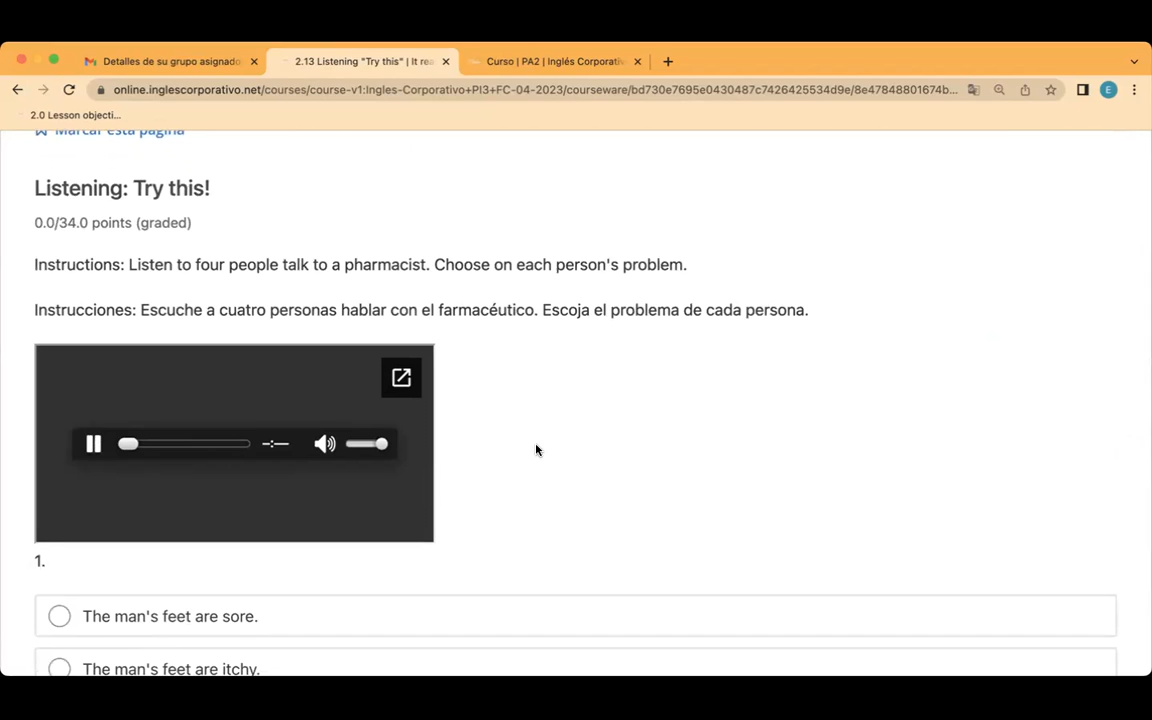 Detalles de su grupo asignado
2.13 Listening "Try this" | It rea
Curso | PA2 | Inglés Corporativ
online.inglescorporativo.net/courses/course-v1:Ingles-Corporativo+PI3+FC-04-2023/courseware/bd730e7695e0430487c7426425534d9e/8e47848801674b...
E
2.0 Lesson objecti...
Marcar esta página
Listening: Try this!
0.0/34.0 points (graded)
Instructions: Listen to four people talk to a pharmacist. Choose on each person's problem.
Instrucciones: Escuche a cuatro personas hablar con el farmacéutico. Escoja el problema de cada persona.
-:--
1.
The man's feet are sore.
The man's feet are itchy.